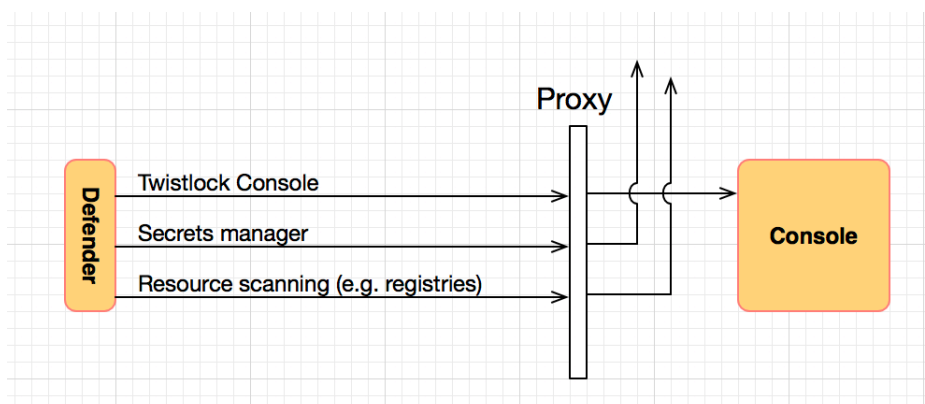 Proxy
Defender
Twistlock Console
Secrets manager
Resource scanning (e.g. registries)
Console